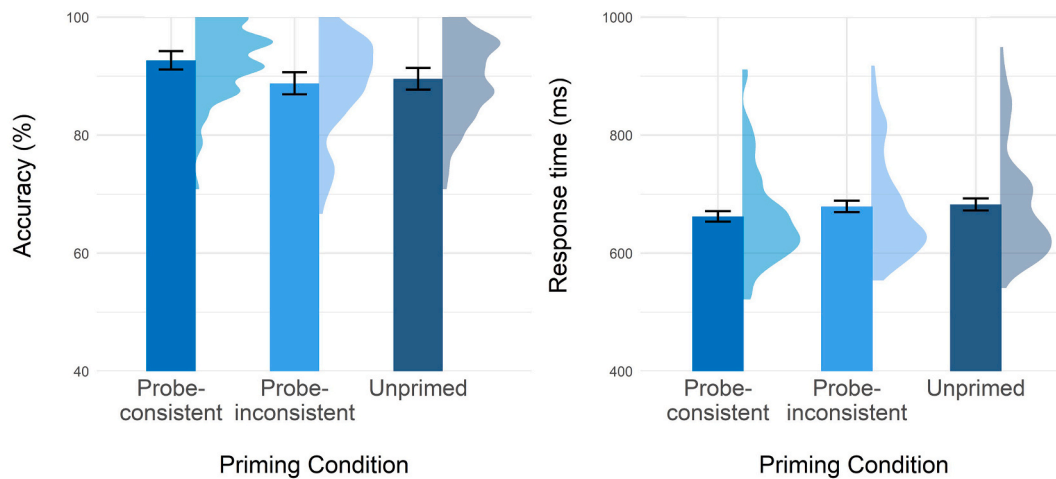 Accuracy (%)
100
80
60
40
Probe-
consistent
Probe-
inconsistent
Unprimed
Priming Condition
Response time (ms)
1000
800
600
400
Probe-
consistent
Probe-
inconsistent
Unprimed
Priming Condition